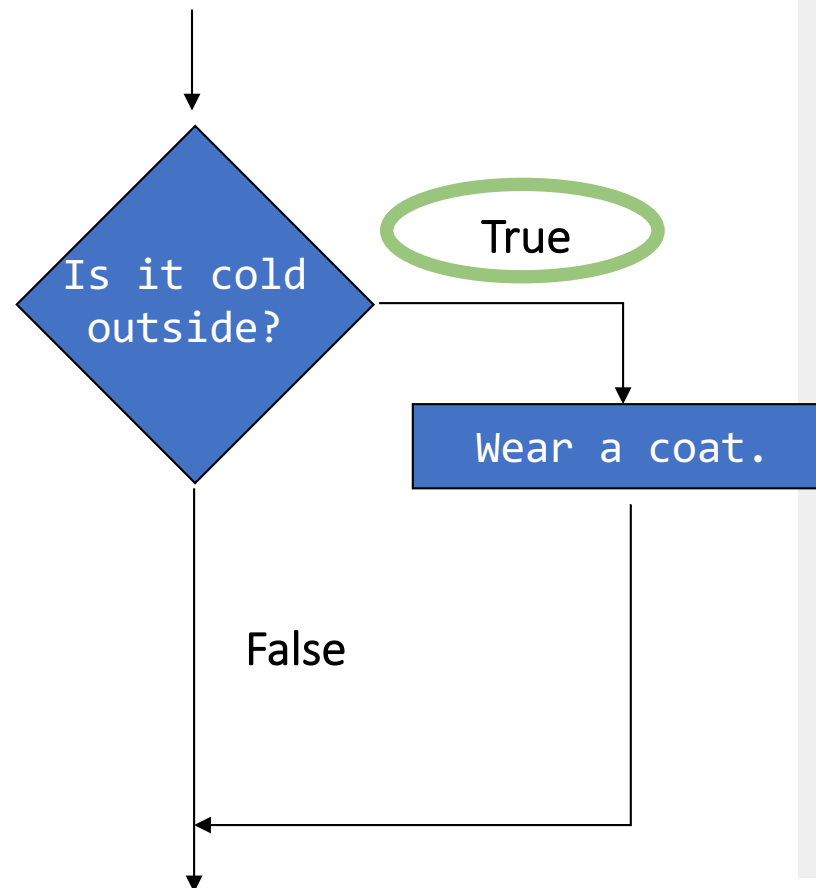 True
Is it cold
outside?
Wear a coat.
False